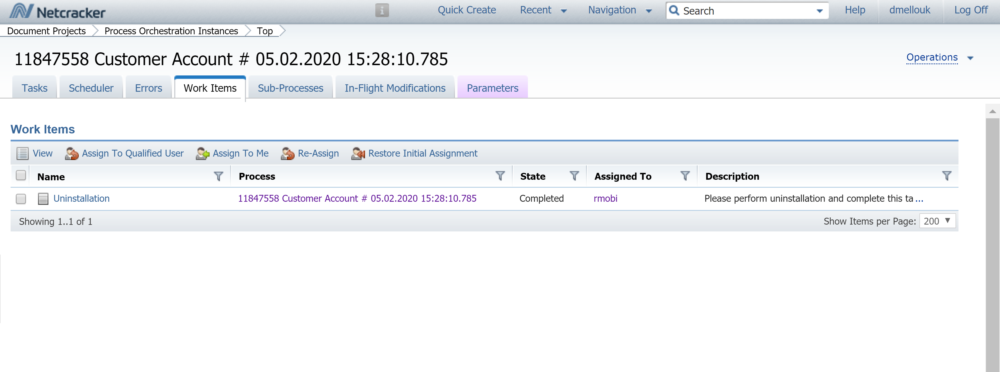 Netcracker
i
Quick Create
Recent
Navigation
Search
Help
dmellouk
Log Off
Document Projects
Process Orchestration Instances
Top
11847558 Customer Account # 05.02.2020 15:28:10.785
Operations
Tasks
Scheduler
Errors
Work Items
Sub-Processes
In-Flight Modifications
Parameters
Work Items
View
Assign To Qualified User
Assign To Me
Re-Assign
Restore Initial Assignment
Name
Process
State
Assigned To
Description
Uninstallation
11847558 Customer Account # 05.02.2020 15:28:10.785
Completed
rmobi
Please perform uninstallation and complete this ta ...
Showing 1..1 of 1
Show Items per Page: 200